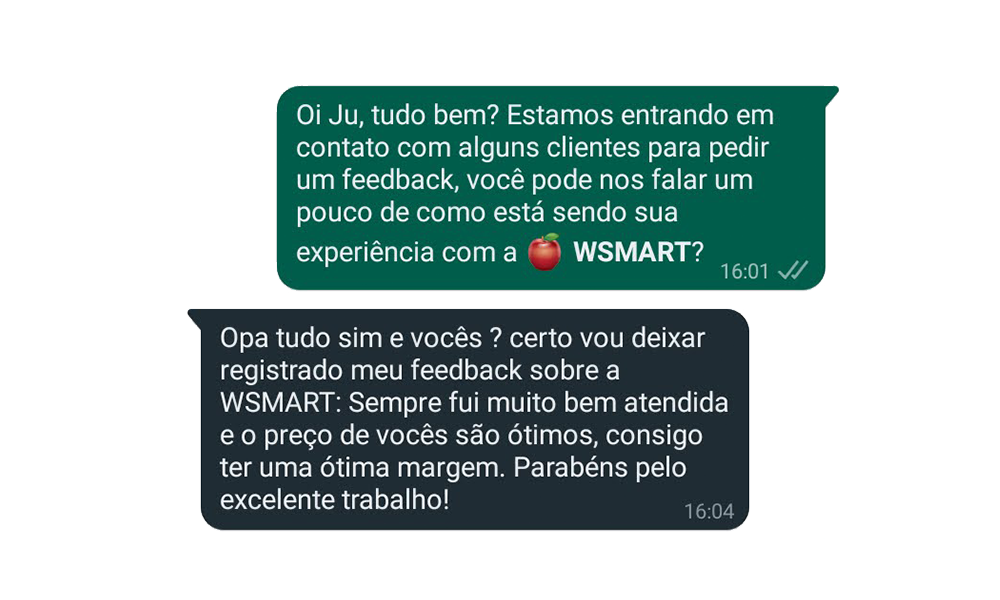 Oi Ju, tudo bem? Estamos entrando em
contato com alguns clientes para pedir
um feedback, você pode nos falar um
pouco de como está sendo sua
experiência com a 🍎 WSMART?
16:01
Opa tudo sim e vocês ? certo vou deixar
registrado meu feedback sobre a
WSMART: Sempre fui muito bem atendida
e o preço de vocês são ótimos, consigo
ter uma ótima margem. Parabéns pelo
excelente trabalho!
16:04